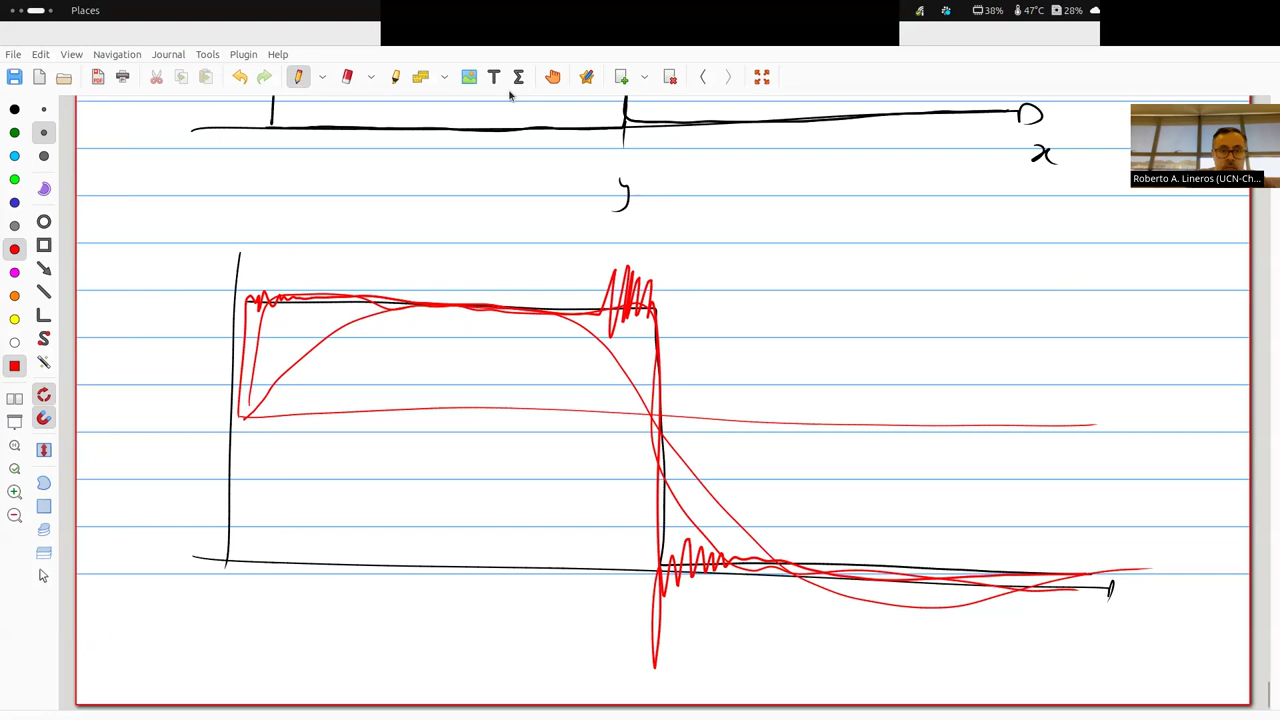 Places
38% 47°C 28%
File Edit View Navigation Journal Tools Plugin Help
x
Roberto A. Lineros (UCN-Ch...
y